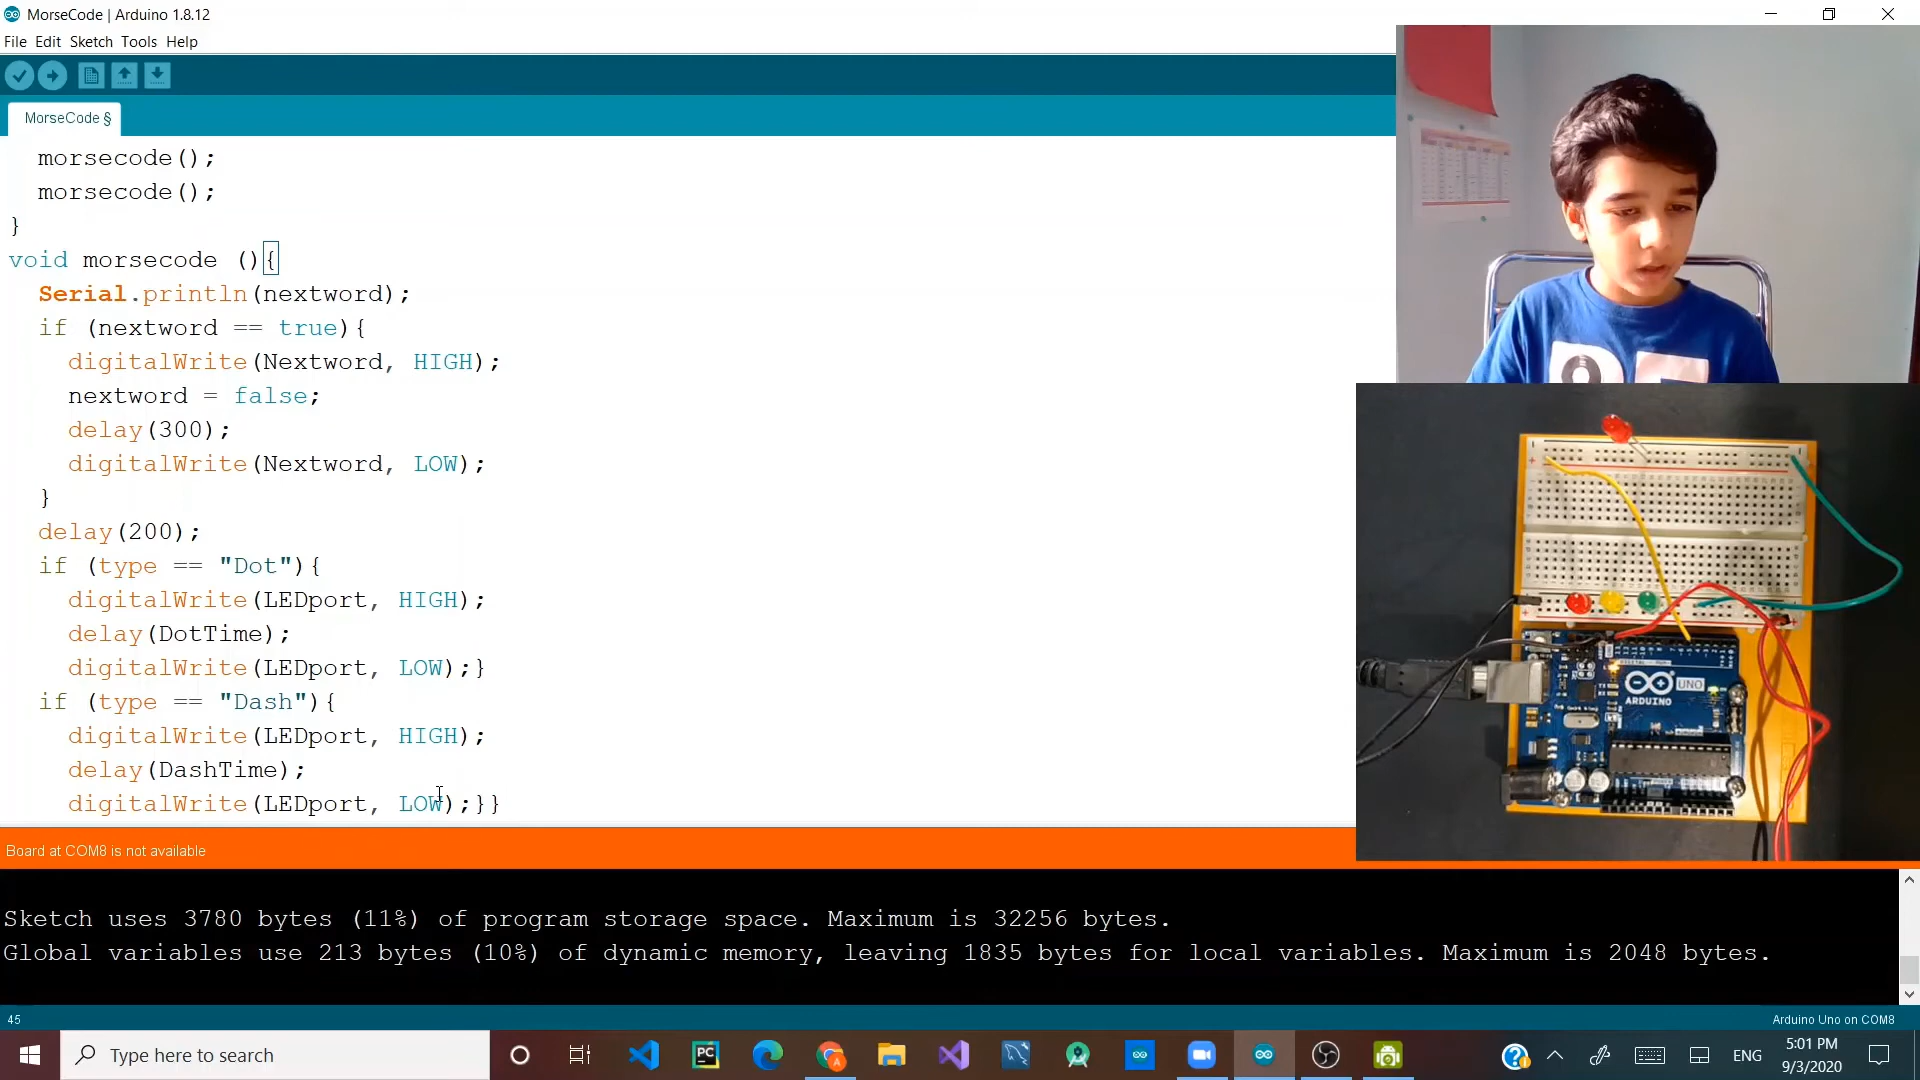 MorseCode | Arduino 1.8.12
File Edit Sketch Tools Help
MorseCode §
morsecode();
morsecode();
}
void morsecode (){
Serial.println(nextword);
if (nextword == true){
digitalWrite(Nextword, HIGH);
nextword = false;
delay(300);
digitalWrite(Nextword, LOW);
}
delay(200);
if (type == "Dot"){
digitalWrite(LEDport, HIGH);
delay(DotTime);
digitalWrite(LEDport, LOW);}
if (type == "Dash"){
digitalWrite(LEDport, HIGH);
delay(DashTime);
digitalWrite(LEDport, LOW);}}
UNO
ARDUINO
Board at COM8 is not available
Sketch uses 3780 bytes (11%) of program storage space. Maximum is 32256 bytes.
Global variables use 213 bytes (10%) of dynamic memory, leaving 1835 bytes for local variables. Maximum is 2048 bytes.
45
Arduino Uno on COM8
Type here to search
PC
ENG
5:01 PM
9/3/2020